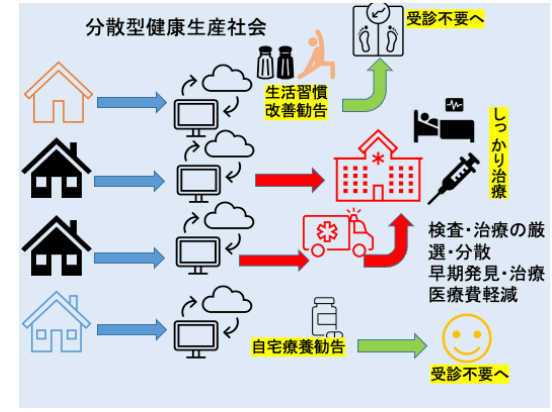 分散型健康生産社会
受診不要へ
生活習慣
改善勧告
しっかり治療
検査・治療の厳
選・分散
早期発見・治療
医療費軽減
自宅療養勧告
受診不要へ